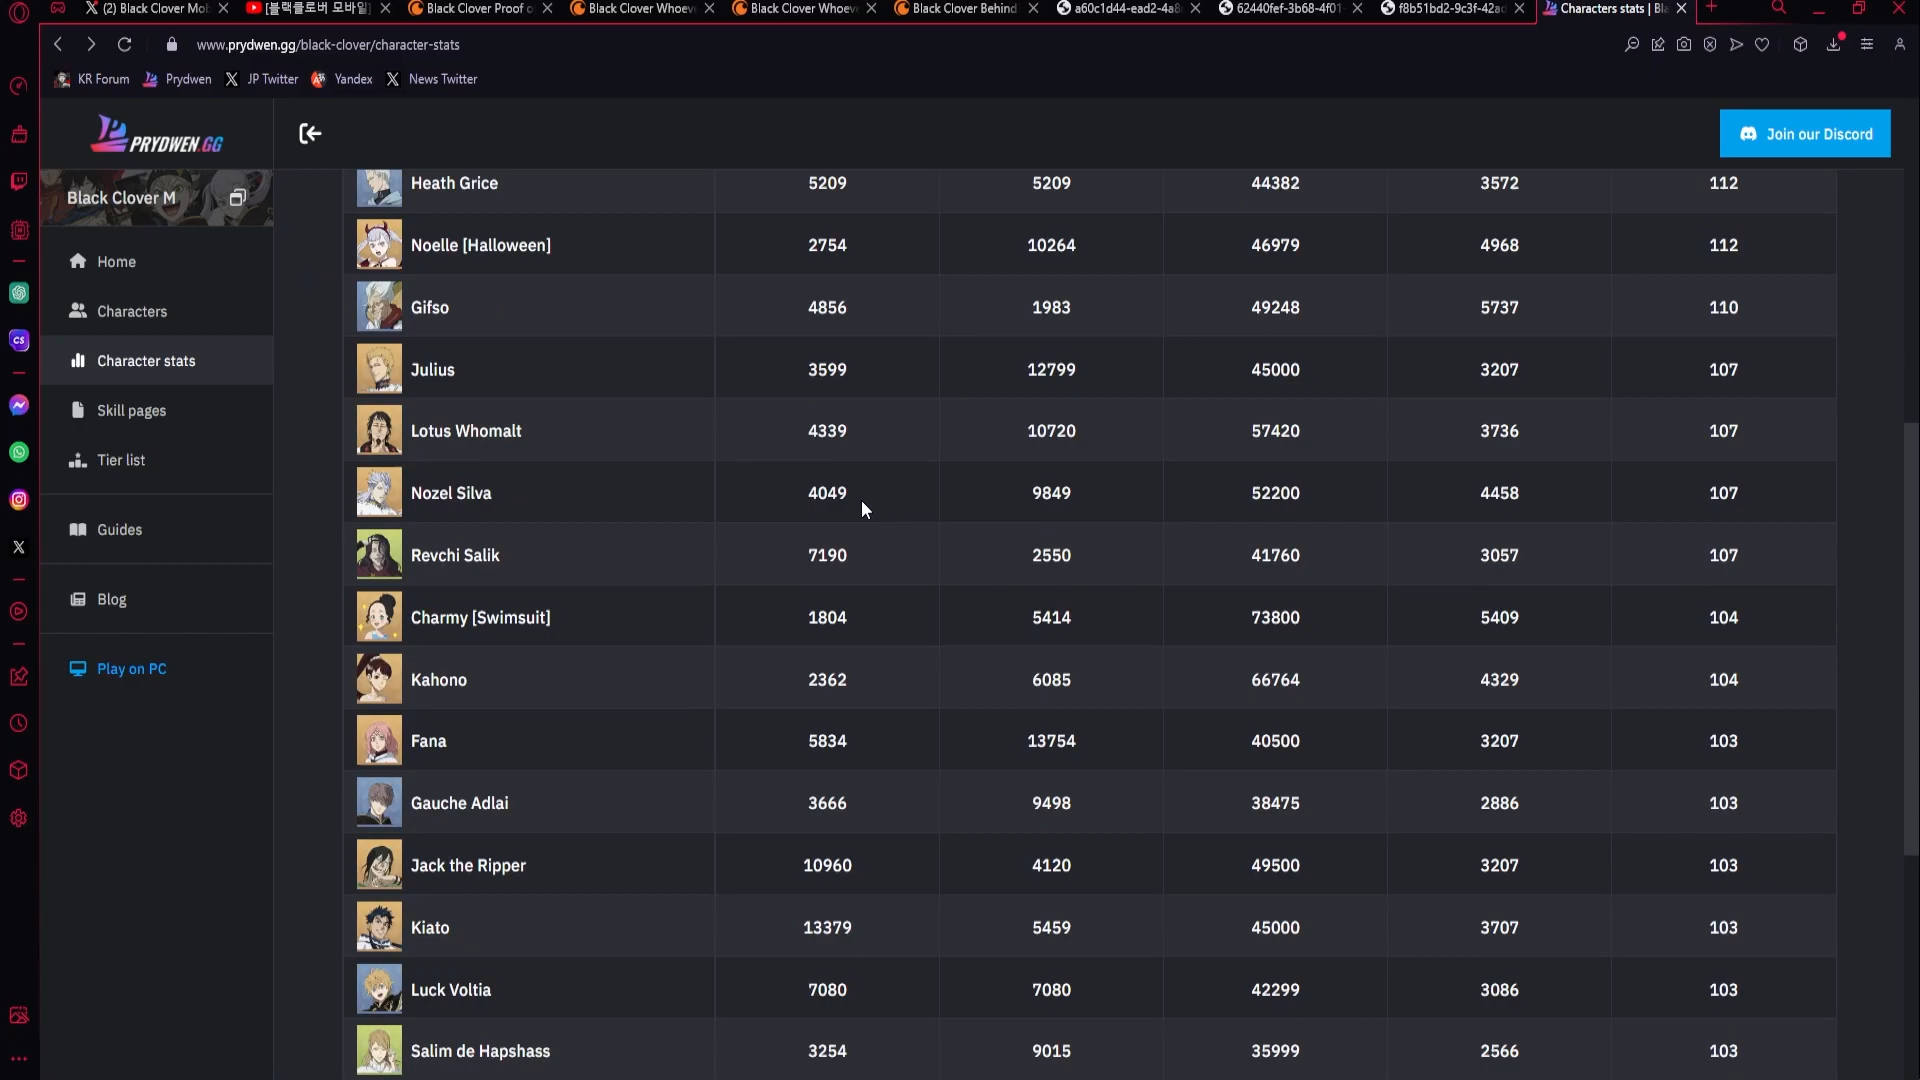 (2) Black Clover Mob
[블랙클로버 모바일]
Black Clover Proof o
Black Clover Whoev
Black Clover Whoev
Black Clover Behind
a60c1d44-ead2-4a8
62440fef-3b68-4f01-
f8b51bd2-9c3f-42ad
Characters stats | Bla
www.prydwen.gg/black-clover/character-stats
KR Forum Prydwen JP Twitter Yandex News Twitter
PRYDWEN.GG
Join our Discord
Black Clover M
Home
Characters
Character stats
Skill pages
Tier list
Guides
Blog
Play on PC
CS
Heath Grice 5209 5209 44382 3572 112
Noelle [Halloween] 2754 10264 46979 4968 112
Gifso 4856 1983 49248 5737 110
Julius 3599 12799 45000 3207 107
Lotus Whomalt 4339 10720 57420 3736 107
Nozel Silva 4049 9849 52200 4458 107
Revchi Salik 7190 2550 41760 3057 107
Charmy [Swimsuit] 1804 5414 73800 5409 104
Kahono 2362 6085 66764 4329 104
Fana 5834 13754 40500 3207 103
Gauche Adlai 3666 9498 38475 2886 103
Jack the Ripper 10960 4120 49500 3207 103
Kiato 13379 5459 45000 3707 103
Luck Voltia 7080 7080 42299 3086 103
Salim de Hapshass 3254 9015 35999 2566 103